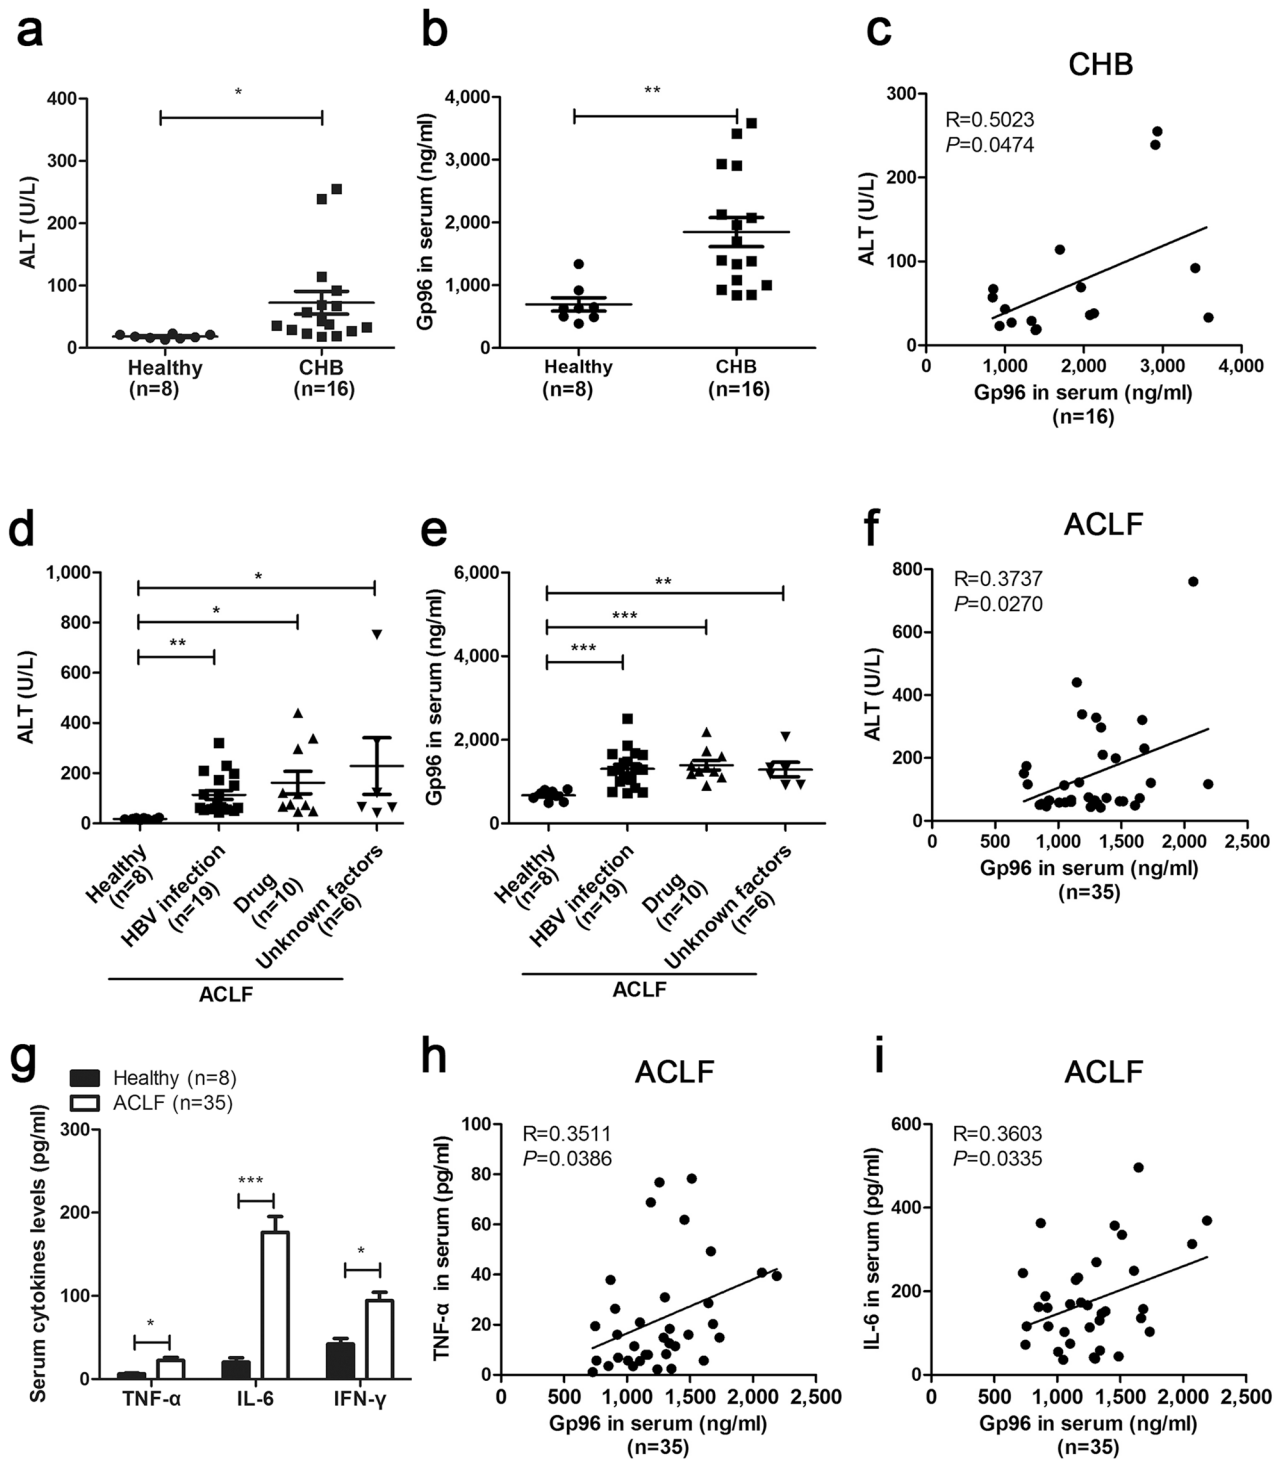 a
400
300
200
100
0
ALT (U/L)
*
Healthy
(n=8)
CHB
(n=16)
b
4,000
3,000
2,000
1,000
0
Gp96 in serum (ng/ml)
**
Healthy
(n=8)
CHB
(n=16)
c
CHB
R=0.5023
P=0.0474
300
200
100
0
ALT (U/L)
0 1,000 2,000 3,000 4,000
Gp96 in serum (ng/ml)
(n=16)
d
1,000
800
600
400
200
0
ALT (U/L)
*
*
**
Healthy
(n=8)
HBV infection
(n=19)
Drug
(n=10)
Unknown factors
(n=6)
ACLF
e
6,000
4,000
2,000
0
Gp96 in serum (ng/ml)
**
***
***
Healthy
(n=8)
HBV infection
(n=19)
Drug
(n=10)
Unknown factors
(n=6)
ACLF
f
ACLF
R=0.3737
P=0.0270
800
600
400
200
0
ALT (U/L)
0 500 1,000 1,500 2,000 2,500
Gp96 in serum (ng/ml)
(n=35)
g
Healthy (n=8)
ACLF (n=35)
300
200
100
0
Serum cytokines levels (pg/ml)
*
***
*
TNF-α IL-6 IFN-γ
h
ACLF
R=0.3511
P=0.0386
100
80
60
40
20
0
TNF-α in serum (pg/ml)
0 500 1,000 1,500 2,000 2,500
Gp96 in serum (ng/ml)
(n=35)
i
ACLF
R=0.3603
P=0.0335
600
400
200
0
IL-6 in serum (pg/ml)
0 500 1,000 1,500 2,000 2,500
Gp96 in serum (ng/ml)
(n=35)